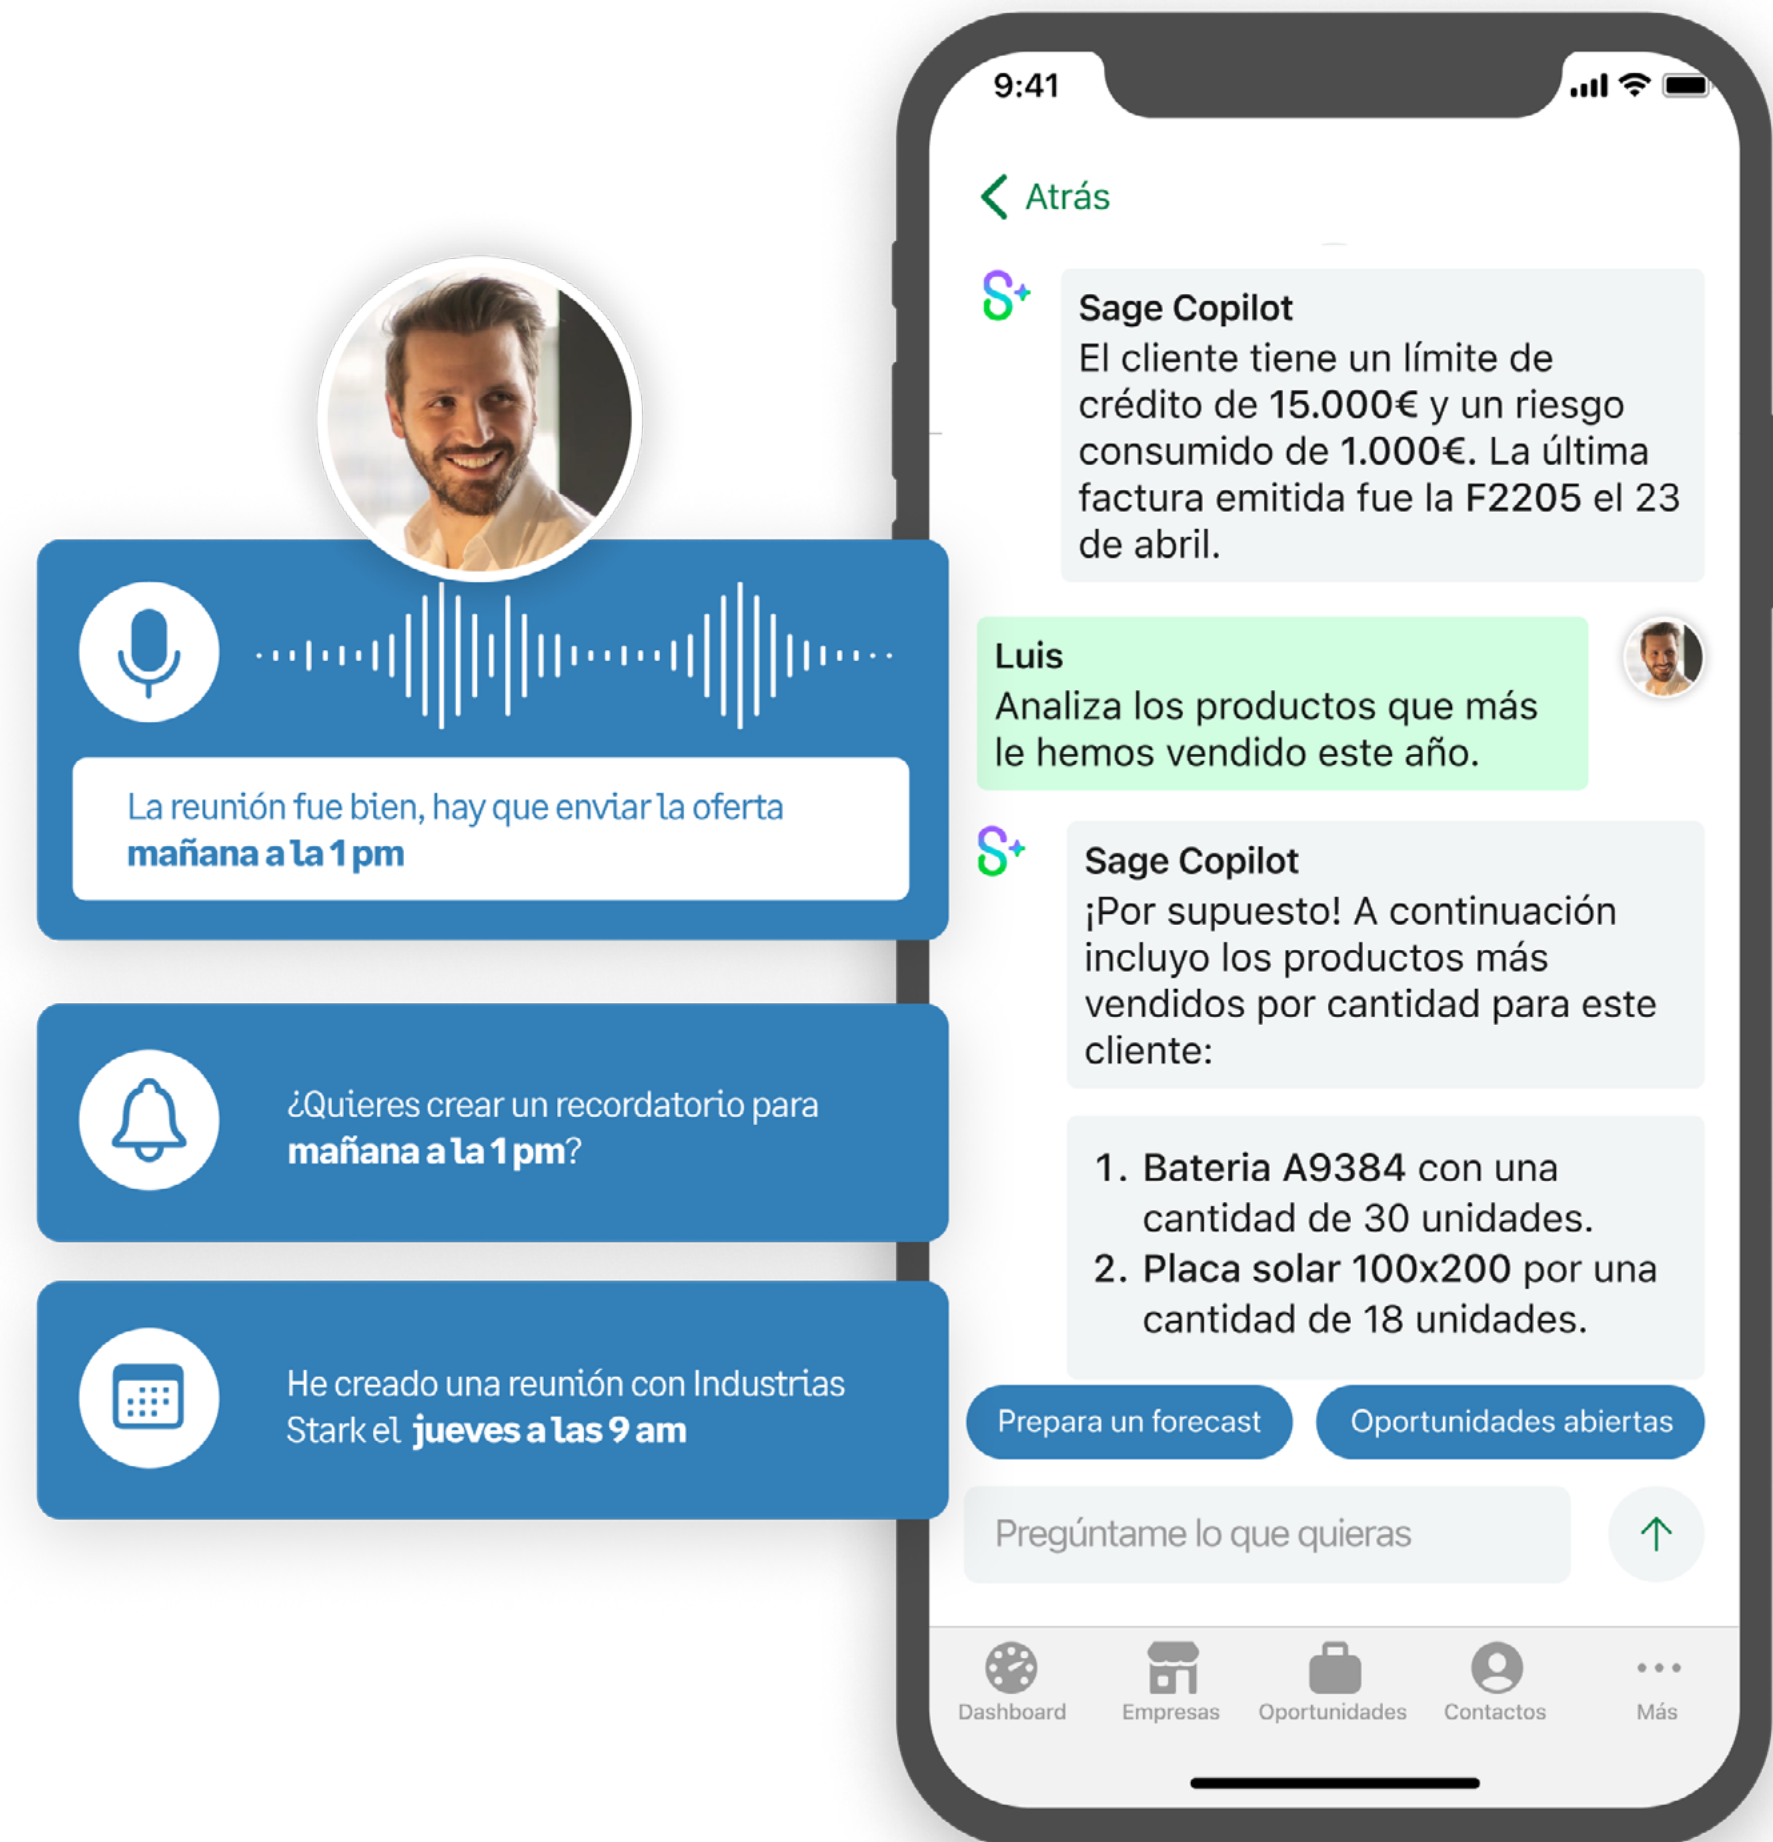 La reunión fue bien, hay que enviar la oferta
mañana a la 1 pm
¿Quieres crear un recordatorio para
mañana a la 1 pm?
He creado una reunión con Industrias
Stark el jueves a las 9 am
9:41
Atrás
Sage Copilot
El cliente tiene un límite de
crédito de 15.000€ y un riesgo
consumido de 1.000€. La última
factura emitida fue la F2205 el 23
de abril.
Luis
Analiza los productos que más
le hemos vendido este año.
Sage Copilot
¡Por supuesto! A continuación
incluyo los productos más
vendidos por cantidad para este
cliente:
1. Bateria A9384 con una
cantidad de 30 unidades.
2. Placa solar 100x200 por una
cantidad de 18 unidades.
Prepara un forecast
Oportunidades abiertas
Pregúntame lo que quieras
Dashboard
Empresas
Oportunidades
Contactos
Más